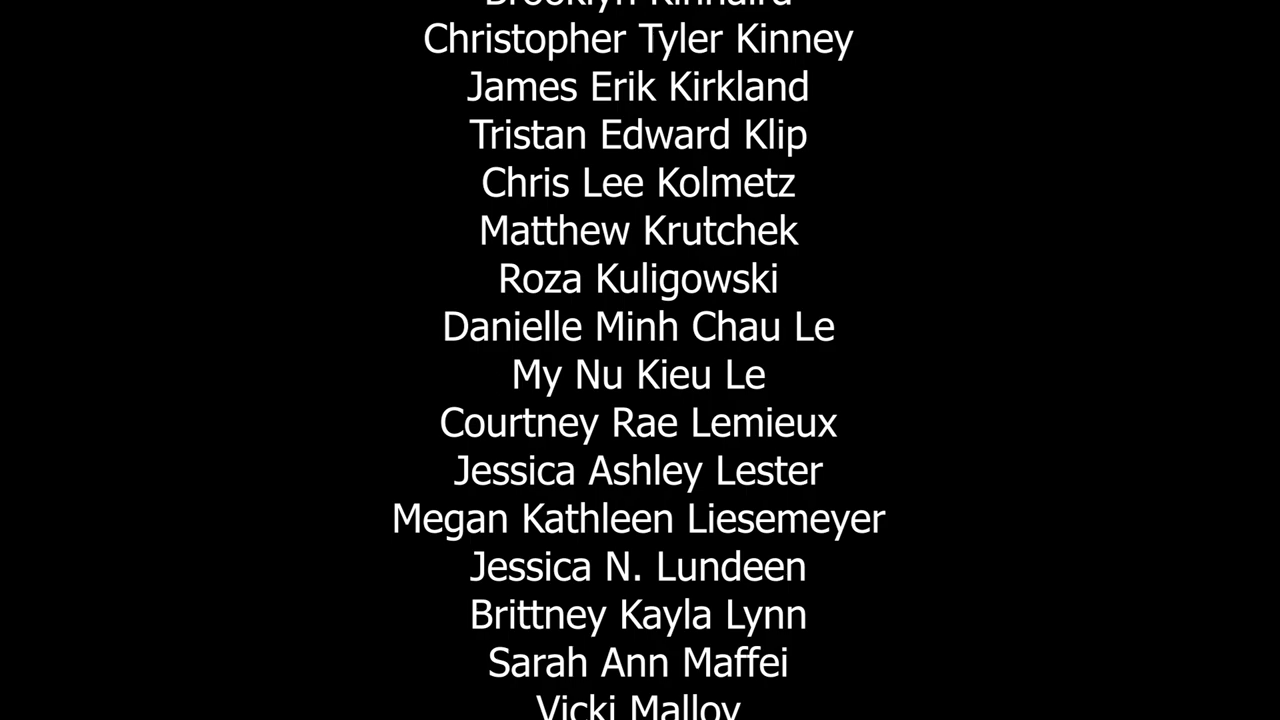 Brooklyn Kinnaird
Christopher Tyler Kinney
James Erik Kirkland
Tristan Edward Klip
Chris Lee Kolmetz
Matthew Krutchek
Roza Kuligowski
Danielle Minh Chau Le
My Nu Kieu Le
Courtney Rae Lemieux
Jessica Ashley Lester
Megan Kathleen Liesemeyer
Jessica N. Lundeen
Brittney Kayla Lynn
Sarah Ann Maffei
Vicki Malloy